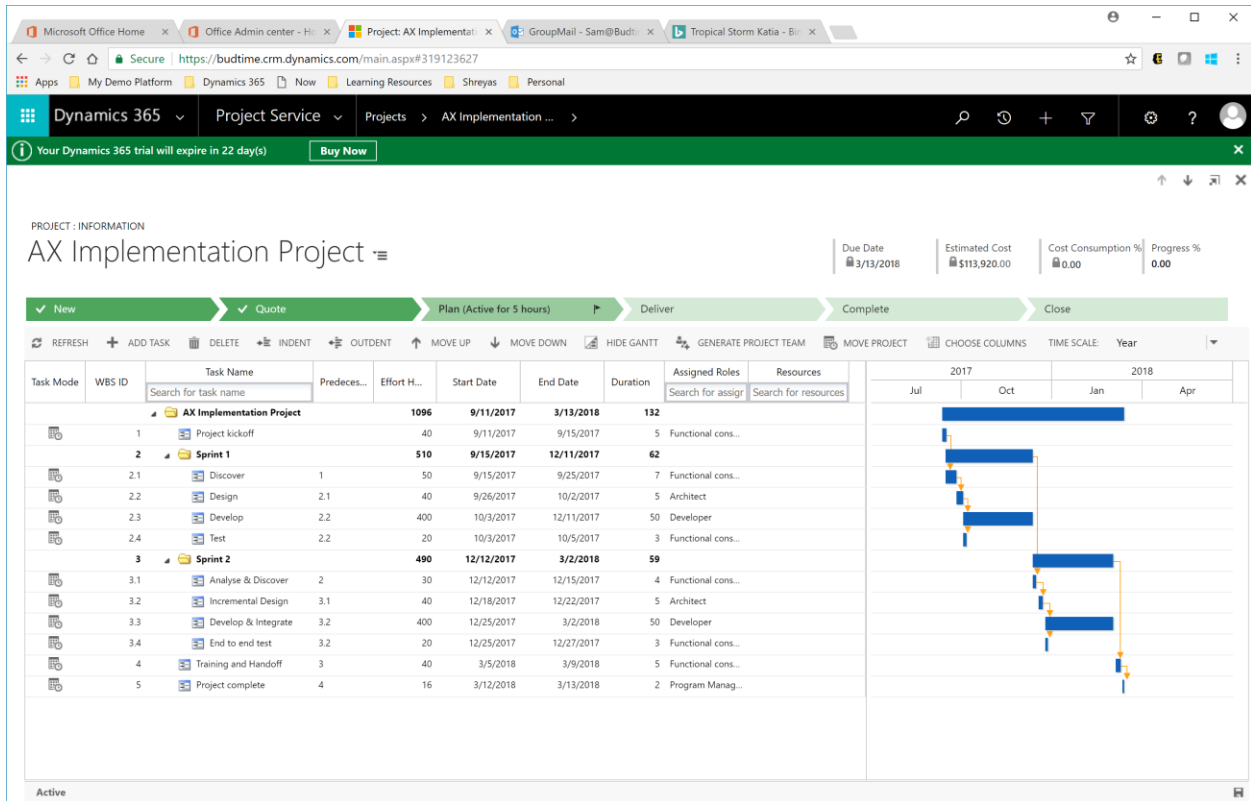 Microsoft Office Home
Office Admin center - Ho
Project: AX Implementati
GroupMail - Sam@Budti
Tropical Storm Katia - Bin
Secure https://budtime.crm.dynamics.com/main.aspx#319123627
Apps My Demo Platform Dynamics 365 Now Learning Resources Shreyas Personal
Dynamics 365 Project Service Projects > AX Implementation ... >
Your Dynamics 365 trial will expire in 22 day(s) Buy Now
PROJECT : INFORMATION
AX Implementation Project
Due Date
3/13/2018
Estimated Cost
$113,920.00
Cost Consumption %
0.00
Progress %
0.00
New Quote Plan (Active for 5 hours) Deliver Complete Close
REFRESH ADD TASK DELETE INDENT OUTDENT MOVE UP MOVE DOWN HIDE GANTT GENERATE PROJECT TEAM MOVE PROJECT CHOOSE COLUMNS TIME SCALE: Year
Task Mode WBS ID Task Name Predeces... Effort H... Start Date End Date Duration Assigned Roles Resources 2017 2018
Search for task name Search for assigr Search for resources Jul Oct Jan Apr
AX Implementation Project 1096 9/11/2017 3/13/2018 132
1 Project kickoff 40 9/11/2017 9/15/2017 5 Functional cons...
2 Sprint 1 510 9/15/2017 12/11/2017 62
2.1 Discover 1 50 9/15/2017 9/25/2017 7 Functional cons...
2.2 Design 2.1 40 9/26/2017 10/2/2017 5 Architect
2.3 Develop 2.2 400 10/3/2017 12/11/2017 50 Developer
2.4 Test 2.2 20 10/3/2017 10/5/2017 3 Functional cons...
3 Sprint 2 490 12/12/2017 3/2/2018 59
3.1 Analyse & Discover 2 30 12/12/2017 12/15/2017 4 Functional cons...
3.2 Incremental Design 3.1 40 12/18/2017 12/22/2017 5 Architect
3.3 Develop & Integrate 3.2 400 12/25/2017 3/2/2018 50 Developer
3.4 End to end test 3.2 20 12/25/2017 12/27/2017 3 Functional cons...
4 Training and Handoff 3 40 3/5/2018 3/9/2018 5 Functional cons...
5 Project complete 4 16 3/12/2018 3/13/2018 2 Program Manag...
Active